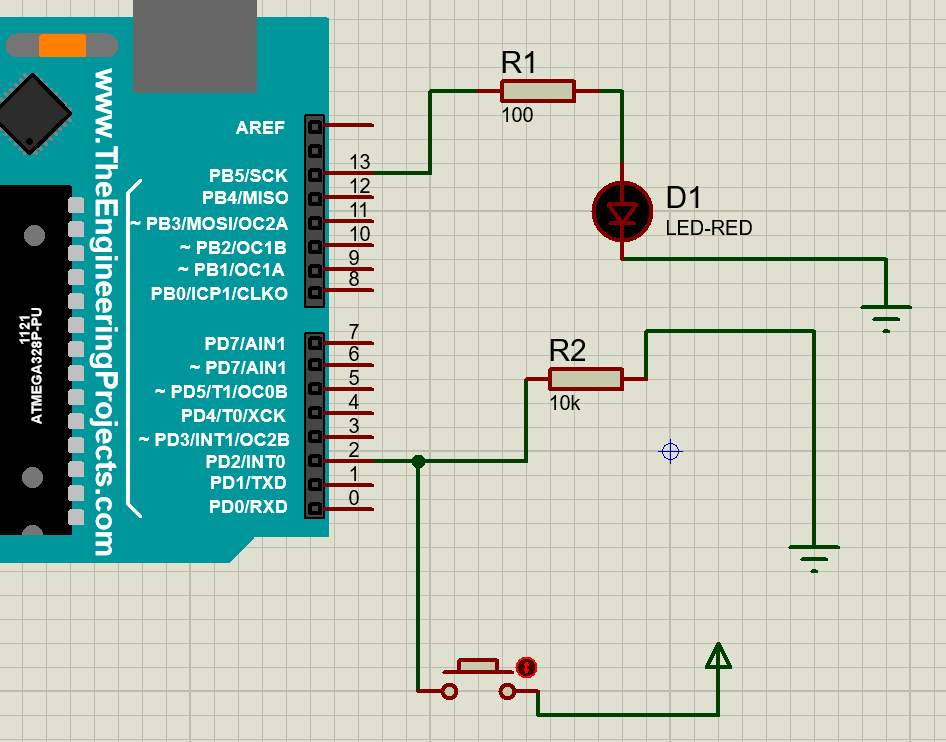 www.TheEngineeringProjects.com
1121
ATMEGA328P-PU
AREF
PB5/SCK 13
PB4/MISO 12
~ PB3/MOSI/OC2A 11
~ PB2/OC1B 10
~ PB1/OC1A 9
PB0/ICP1/CLKO 8
PD7/AIN1 7
~ PD7/AIN1 6
~ PD5/T1/OC0B 5
PD4/T0/XCK 4
~ PD3/INT1/OC2B 3
PD2/INT0 2
PD1/TXD 1
PD0/RXD 0
R1
100
D1
LED-RED
R2
10k